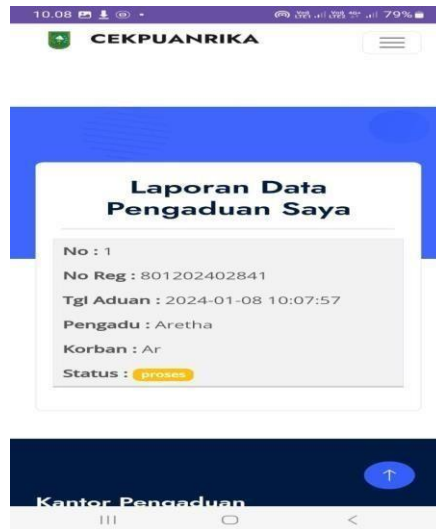 10.08
79%
CEKPUANRIKA
Laporan Data
Pengaduan Saya
No : 1
No Reg : 801202402841
Tgl Aduan : 2024-01-08 10:07:57
Pengadu : Aretha
Korban : Ar
Status : proses
Kantor Pengaduan